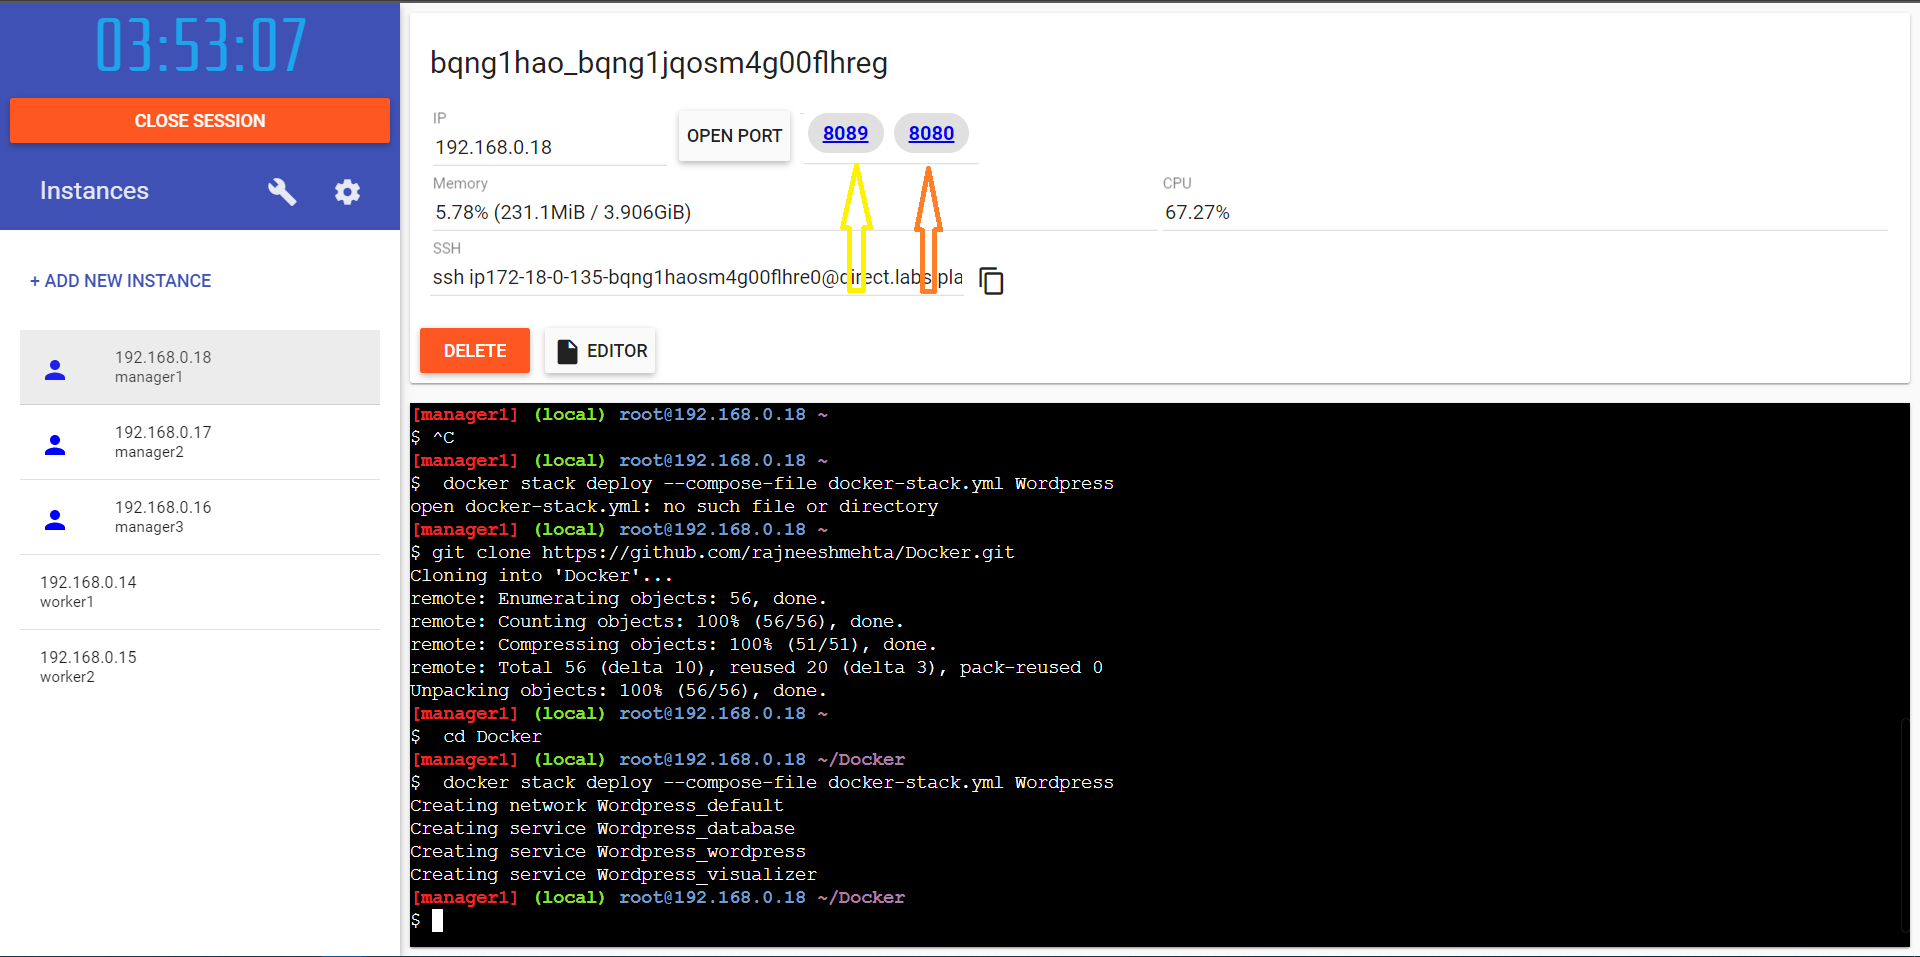 03:53:07
CLOSE SESSION
Instances
+ ADD NEW INSTANCE
192.168.0.18
manager1
192.168.0.17
manager2
192.168.0.16
manager3
192.168.0.14
worker1
192.168.0.15
worker2
bqng1hao_bqng1jqosm4g00flhreg
IP
192.168.0.18
OPEN PORT
8089
8080
Memory
5.78% (231.1MiB / 3.906GiB)
CPU
67.27%
SSH
ssh ip172-18-0-135-bqng1haosm4g00flhre0@direct.labs.pla
DELETE
EDITOR
[manager1] (local) root@192.168.0.18 ~
$ ^C
[manager1] (local) root@192.168.0.18 ~
$  docker stack deploy --compose-file docker-stack.yml Wordpress
open docker-stack.yml: no such file or directory
[manager1] (local) root@192.168.0.18 ~
$ git clone https://github.com/rajneeshmehta/Docker.git
Cloning into 'Docker'...
remote: Enumerating objects: 56, done.
remote: Counting objects: 100% (56/56), done.
remote: Compressing objects: 100% (51/51), done.
remote: Total 56 (delta 10), reused 20 (delta 3), pack-reused 0
Unpacking objects: 100% (56/56), done.
[manager1] (local) root@192.168.0.18 ~
$  cd Docker
[manager1] (local) root@192.168.0.18 ~/Docker
$  docker stack deploy --compose-file docker-stack.yml Wordpress
Creating network Wordpress_default
Creating service Wordpress_database
Creating service Wordpress_wordpress
Creating service Wordpress_visualizer
[manager1] (local) root@192.168.0.18 ~/Docker
$